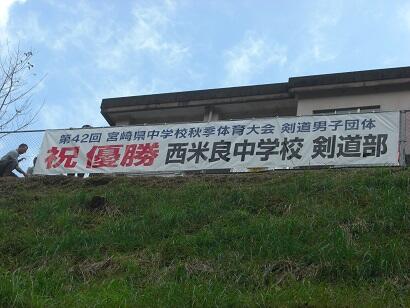 第42回 宮崎県中学校秋季体育大会 剣道男子団体
祝 優勝 西米良中学校 剣道部